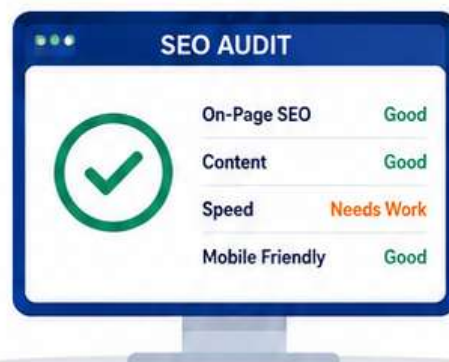 SEO AUDIT
On-Page SEO Good
Content Good
Speed Needs Work
Mobile Friendly Good